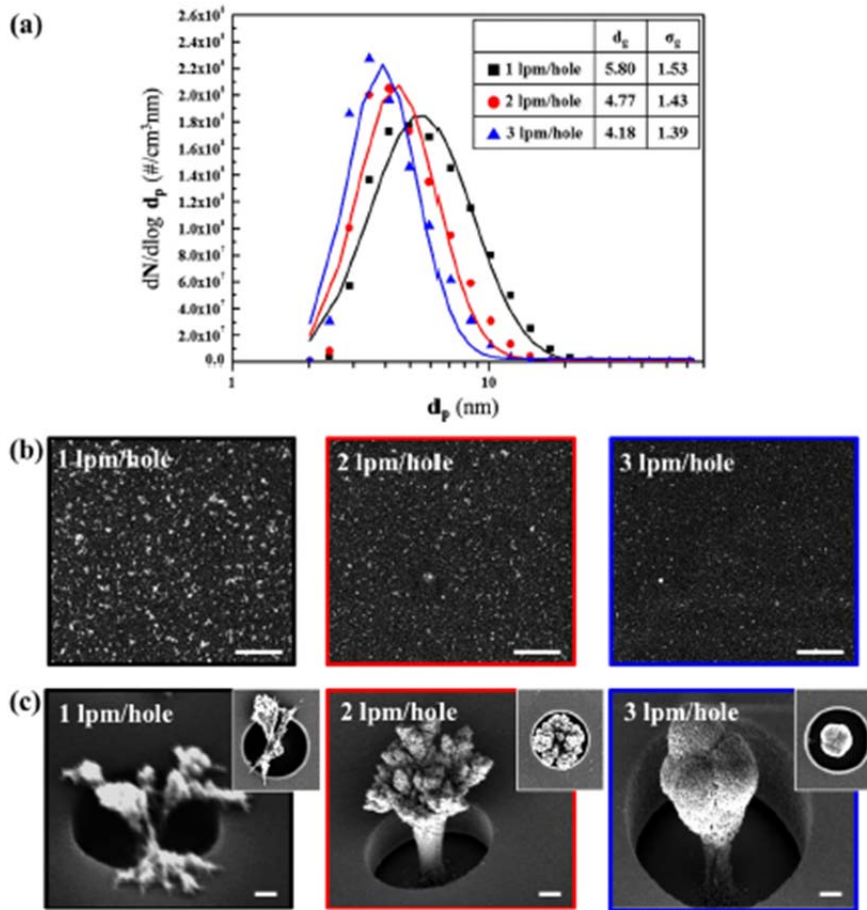 (a)
2.6x10⁸
2.4x10⁸
2.2x10⁸
2.0x10⁸
1.8x10⁸
1.6x10⁸
1.4x10⁸
1.2x10⁸
1.0x10⁸
8.0x10⁷
6.0x10⁷
4.0x10⁷
2.0x10⁷
0.0
dN/dlog dₚ (#/cm³nm)
d_g σ_g
1 lpm/hole 5.80 1.53
2 lpm/hole 4.77 1.43
3 lpm/hole 4.18 1.39
1 10
dₚ (nm)
(b)
1 lpm/hole
2 lpm/hole
3 lpm/hole
(c)
1 lpm/hole
2 lpm/hole
3 lpm/hole